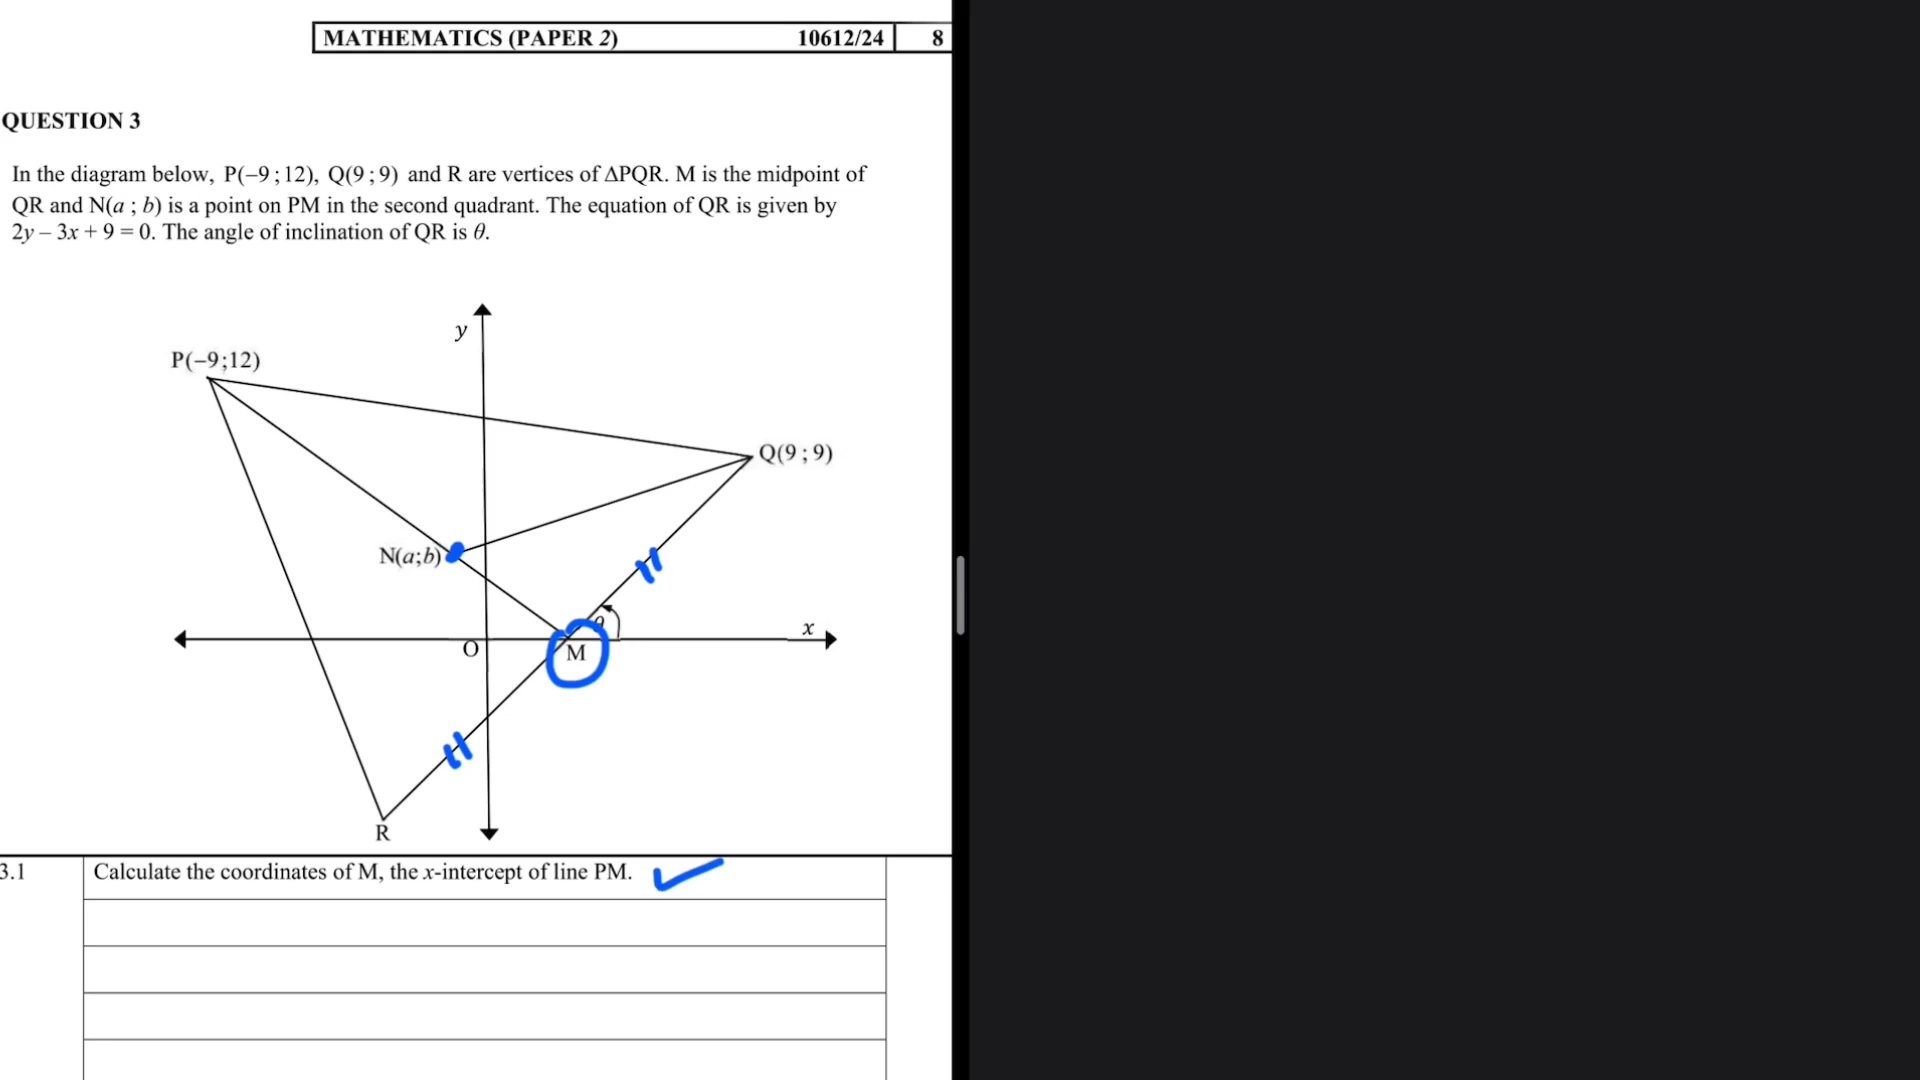 MATHEMATICS (PAPER 2) 10612/24 8
QUESTION 3
In the diagram below, P(–9 ; 12), Q(9 ; 9) and R are vertices of ΔPQR. M is the midpoint of
QR and N(a ; b) is a point on PM in the second quadrant. The equation of QR is given by
2y – 3x + 9 = 0. The angle of inclination of QR is θ.
y
P(–9;12)
Q(9 ; 9)
N(a;b)
θ
x
O
M
R
3.1 Calculate the coordinates of M, the x-intercept of line PM.